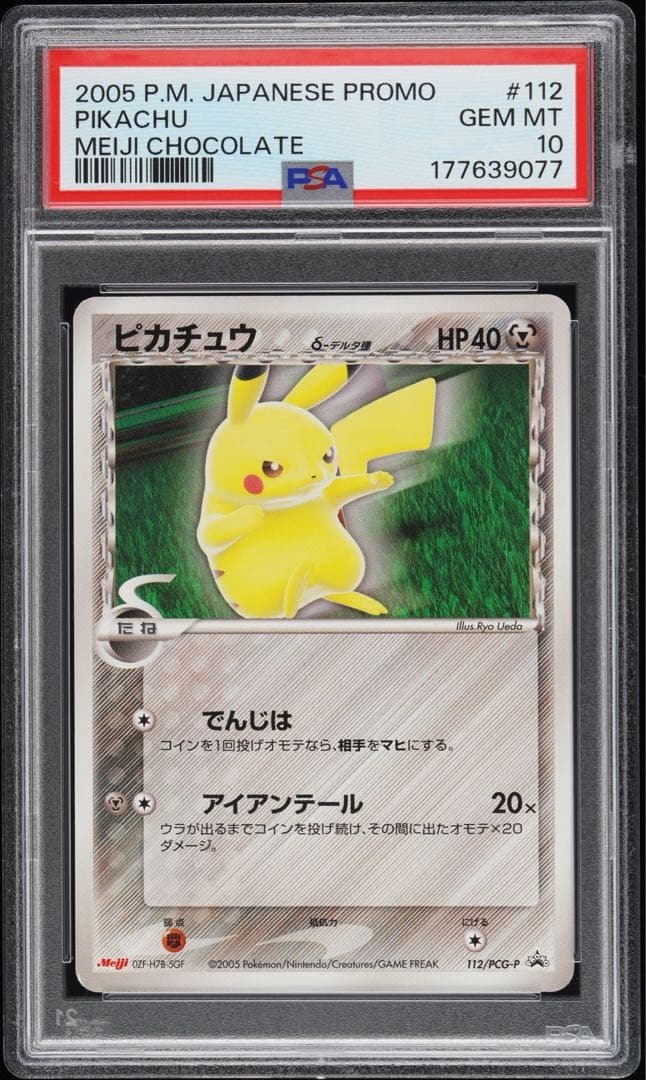 2005 P.M. JAPANESE PROMO #112
PIKACHU GEM MT
MEIJI CHOCOLATE 10
PSA 177639077
ピカチュウ δ-デルタ種 HP40
たね
Illus.Ryo Ueda
でんじは
コインを1回投げオモテなら、相手をマヒにする。
アイアンテール 20×
ウラが出るまでコインを投げ続け、その間に出たオモテ×20
ダメージ。
弱点 抵抗力 にげる
Meiji 0ZF-H7B-5GF ©2005 Pokémon/Nintendo/Creatures/GAME FREAK 112/PCG-P
PSA